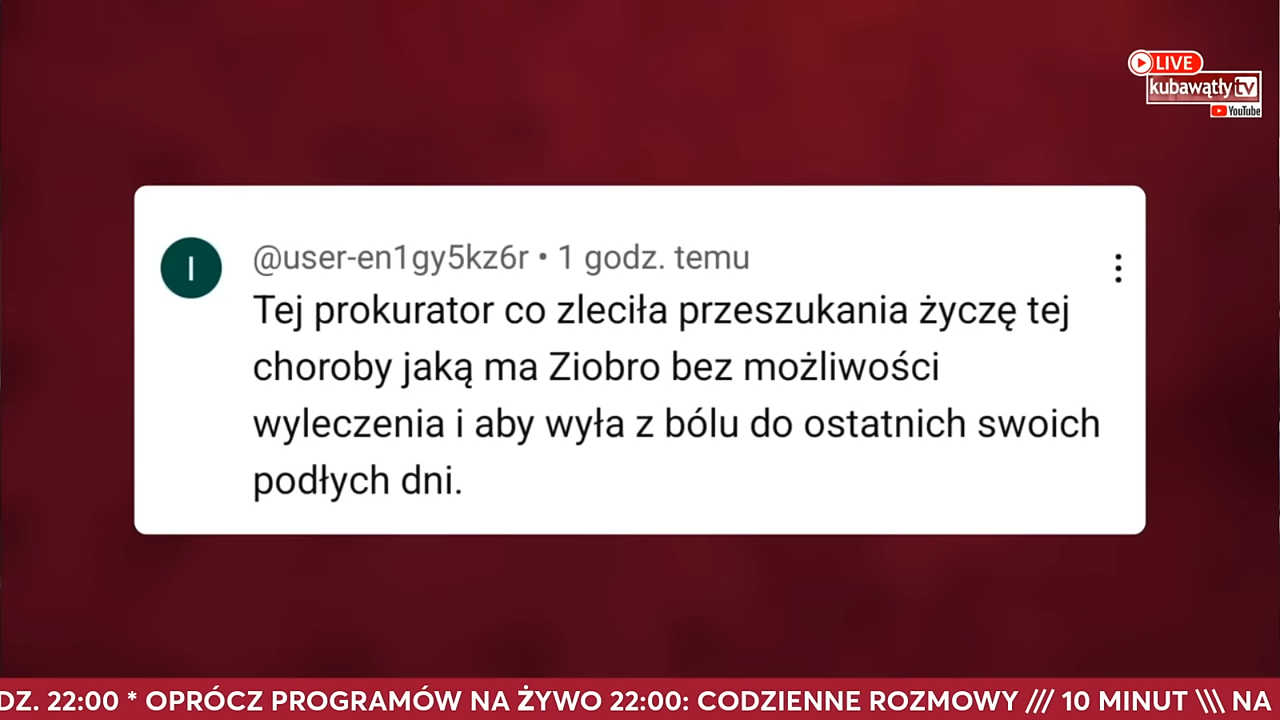 LIVE
kubawątły tv
YouTube
I
@user-en1gy5kz6r • 1 godz. temu
Tej prokurator co zleciła przeszukania życzę tej
choroby jaką ma Ziobro bez możliwości
wyleczenia i aby wyła z bólu do ostatnich swoich
podłych dni.
DZ. 22:00 * OPRÓCZ PROGRAMÓW NA ŻYWO 22:00: CODZIENNE ROZMOWY /// 10 MINUT \\\ NA